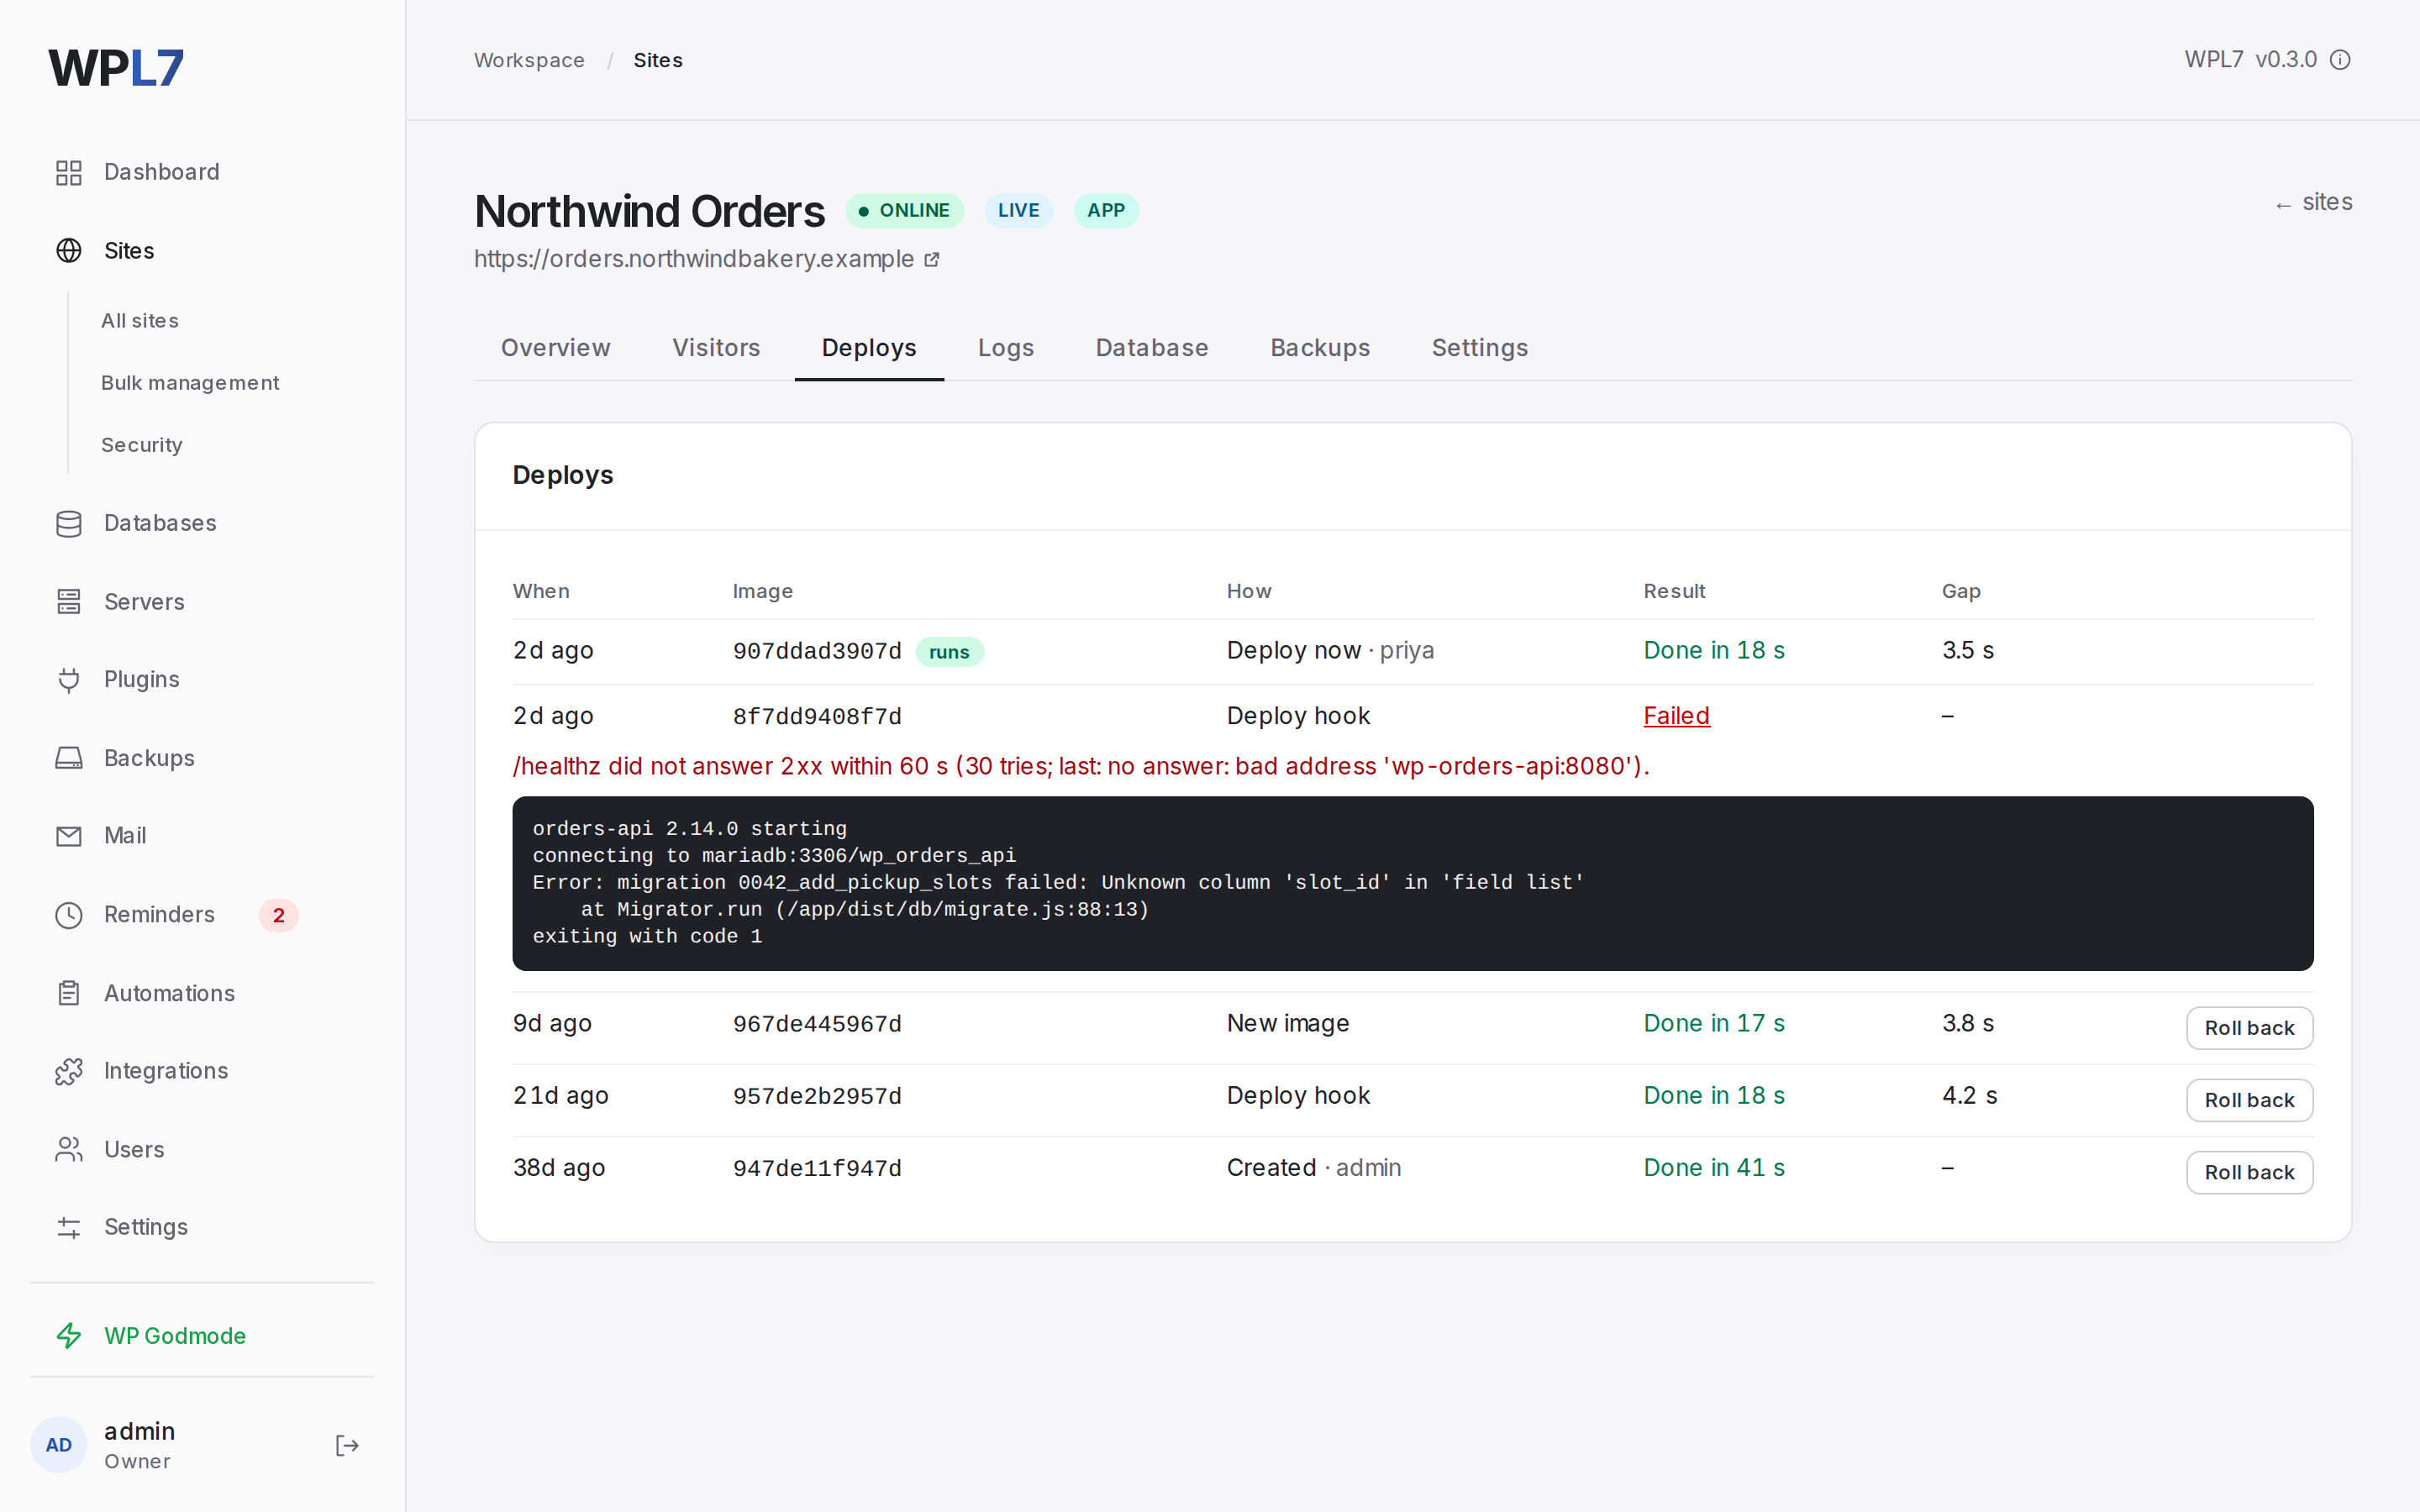 WPL7
Workspace / Sites
WPL7 v0.3.0
Dashboard
Sites
All sites
Bulk management
Security
Databases
Servers
Plugins
Backups
Mail
Reminders 2
Automations
Integrations
Users
Settings
WP Godmode
AD
admin
Owner
Northwind Orders ONLINE LIVE APP
← sites
https://orders.northwindbakery.example
Overview Visitors Deploys Logs Database Backups Settings
Deploys
When Image How Result Gap
2d ago 907ddad3907d runs Deploy now · priya Done in 18 s 3.5 s
2d ago 8f7dd9408f7d Deploy hook Failed –
/healthz did not answer 2xx within 60 s (30 tries; last: no answer: bad address 'wp-orders-api:8080').
orders-api 2.14.0 starting
connecting to mariadb:3306/wp_orders_api
Error: migration 0042_add_pickup_slots failed: Unknown column 'slot_id' in 'field list'
at Migrator.run (/app/dist/db/migrate.js:88:13)
exiting with code 1
9d ago 967de445967d New image Done in 17 s 3.8 s Roll back
21d ago 957de2b2957d Deploy hook Done in 18 s 4.2 s Roll back
38d ago 947de11f947d Created · admin Done in 41 s – Roll back